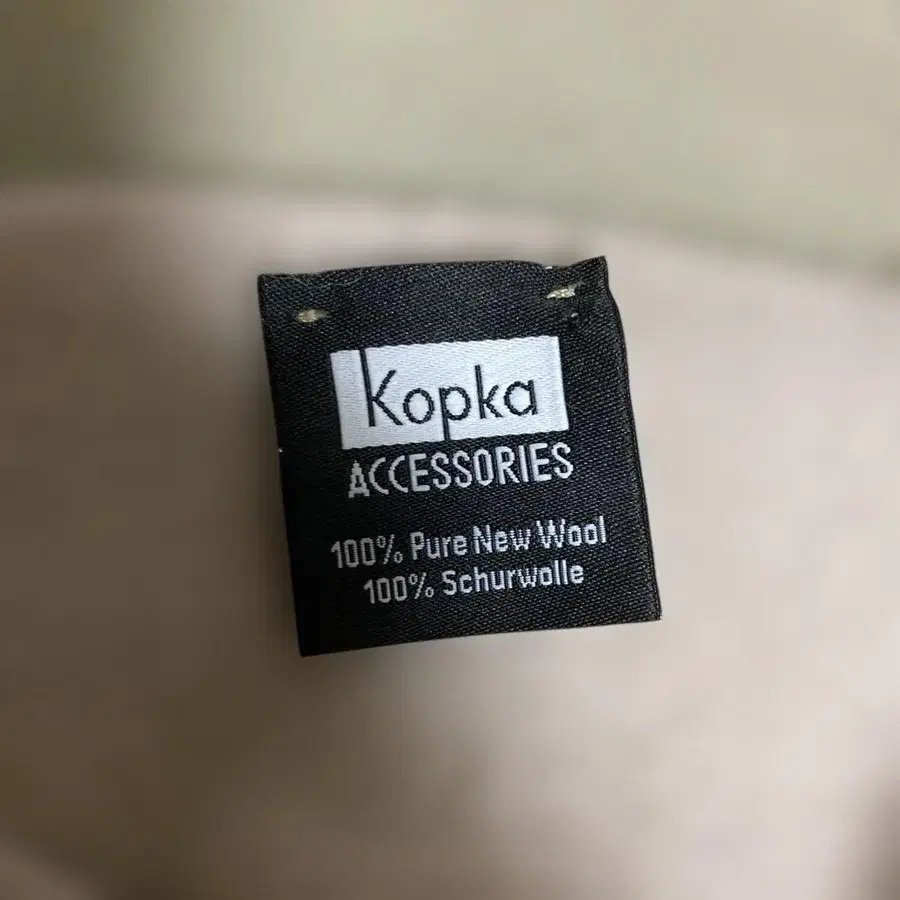 Kopka
ACCESSORIES
100% Pure New Wool
100% Schurwolle